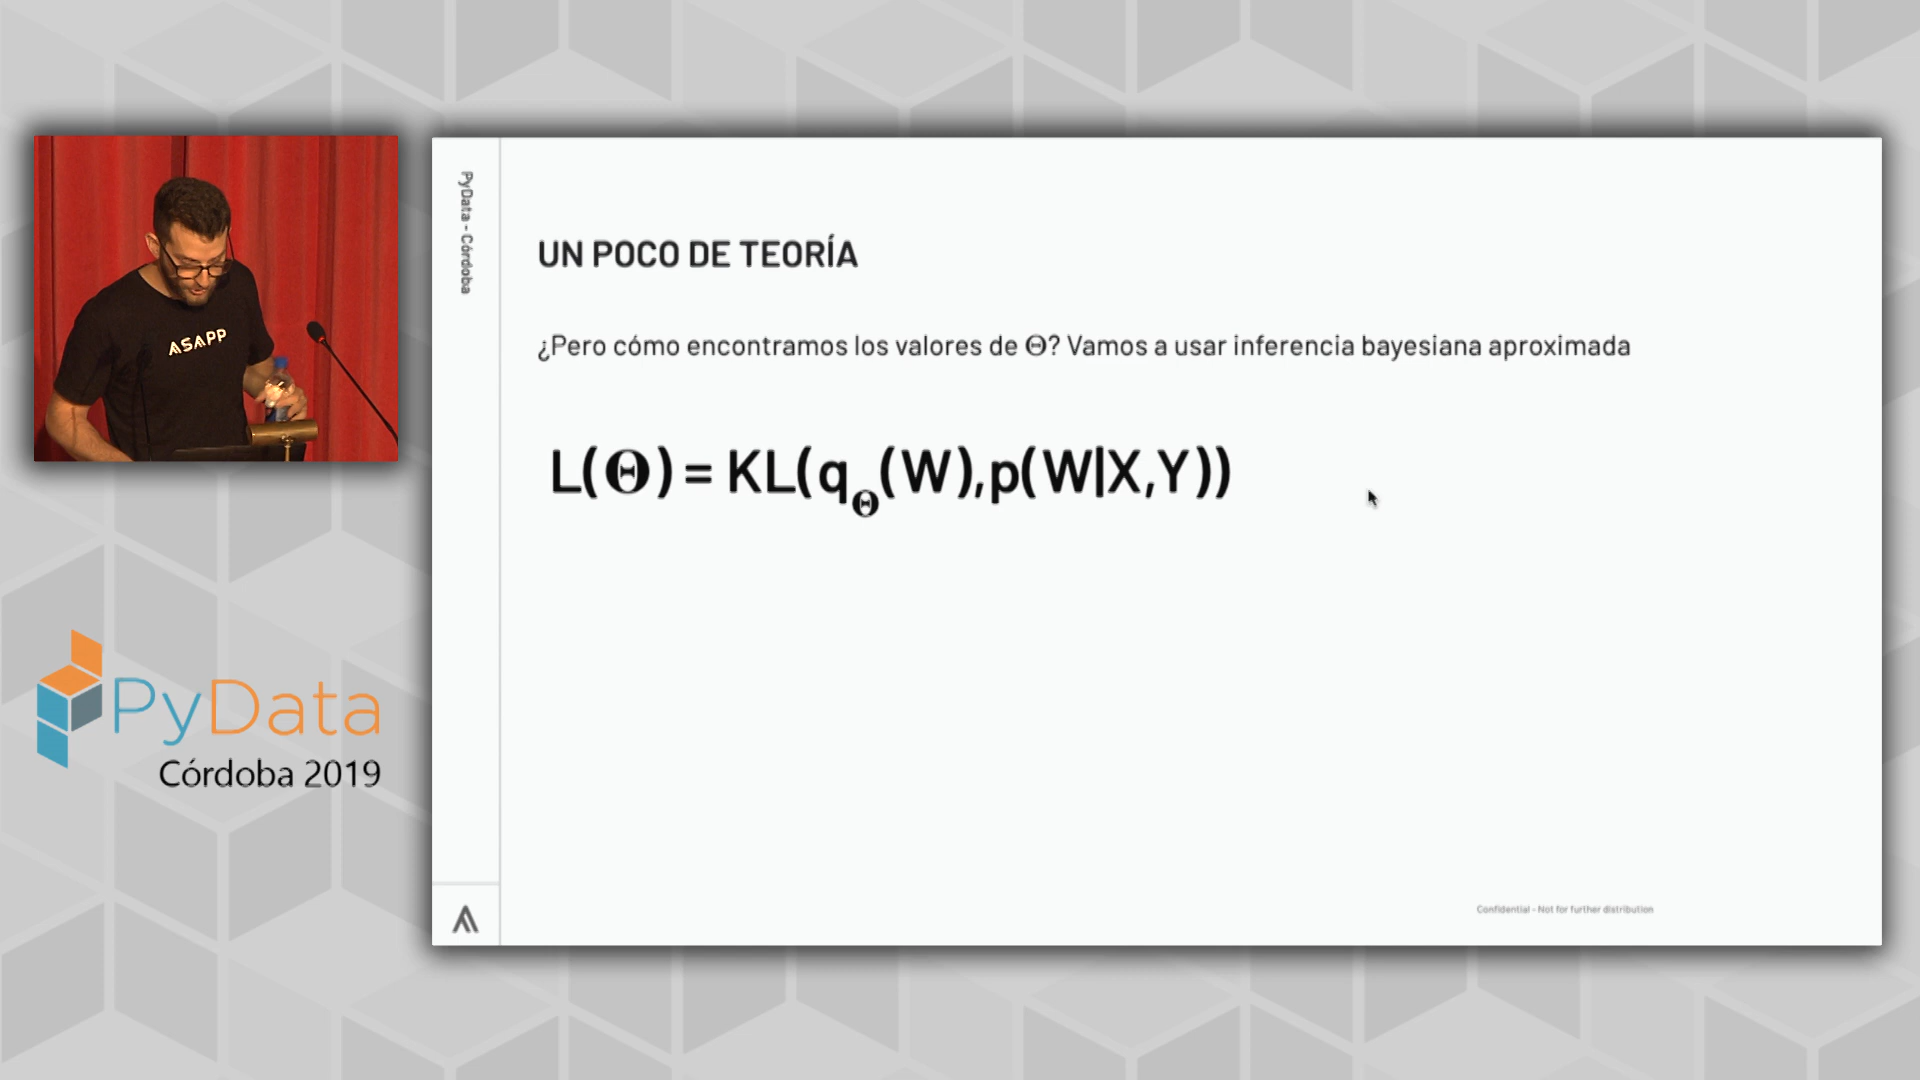 ASAPP
PyData
Córdoba 2019
PyData - Córdoba
UN POCO DE TEORÍA
¿Pero cómo encontramos los valores de Θ? Vamos a usar inferencia bayesiana aproximada
L(Θ) = KL(q_Θ(W),p(W|X,Y))
Confidential - Not for further distribution